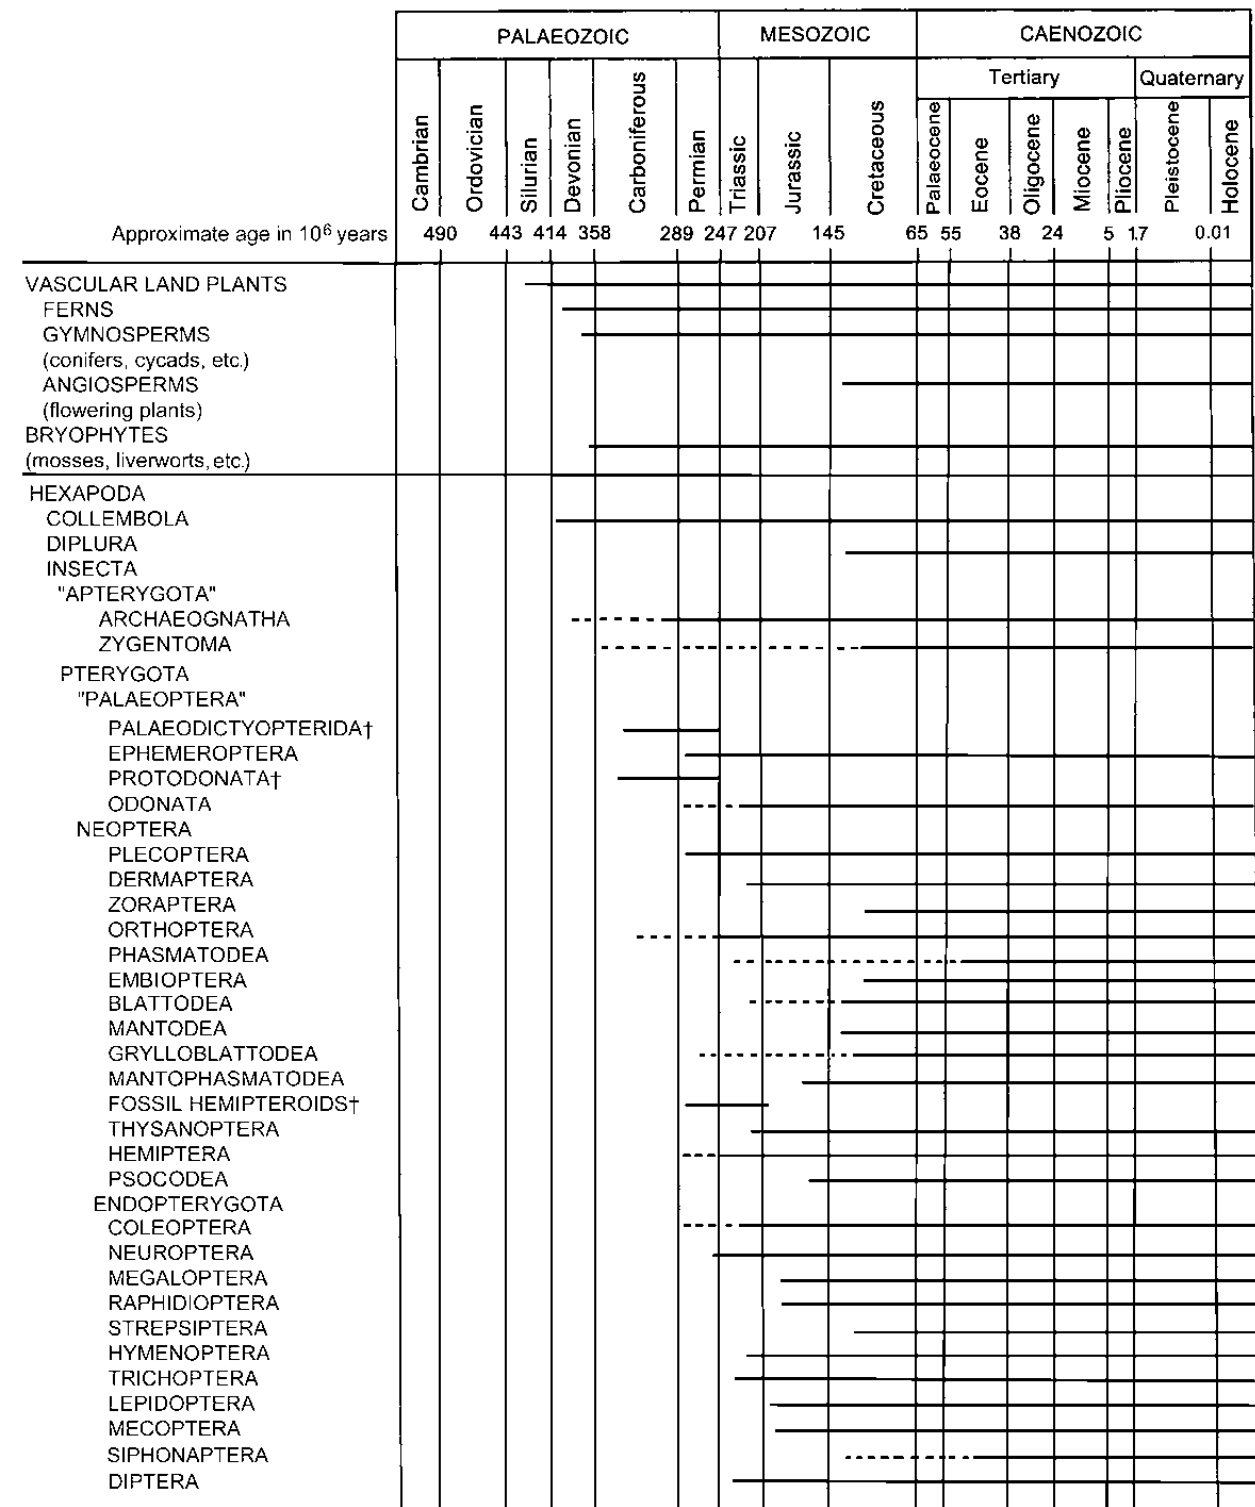 PALAEOZOIC MESOZOIC CAENOZOIC
Tertiary Quaternary
Cambrian Ordovician Silurian Devonian Carboniferous Permian Triassic Jurassic Cretaceous Palaeocene Eocene Oligocene Miocene Pliocene Pleistocene Holocene
Approximate age in 10⁶ years 490 443 414 358 289 247 207 145 65 55 38 24 5 1.7 0.01
VASCULAR LAND PLANTS
FERNS
GYMNOSPERMS
(conifers, cycads, etc.)
ANGIOSPERMS
(flowering plants)
BRYOPHYTES
(mosses, liverworts, etc.)
HEXAPODA
COLLEMBOLA
DIPLURA
INSECTA
"APTERYGOTA"
ARCHAEOGNATHA
ZYGENTOMA
PTERYGOTA
"PALAEOPTERA"
PALAEODICTYOPTERIDA†
EPHEMEROPTERA
PROTODONATA†
ODONATA
NEOPTERA
PLECOPTERA
DERMAPTERA
ZORAPTERA
ORTHOPTERA
PHASMATODEA
EMBIOPTERA
BLATTODEA
MANTODEA
GRYLLOBLATTODEA
MANTOPHASMATODEA
FOSSIL HEMIPTEROIDS†
THYSANOPTERA
HEMIPTERA
PSOCODEA
ENDOPTERYGOTA
COLEOPTERA
NEUROPTERA
MEGALOPTERA
RAPHIDIOPTERA
STREPSIPTERA
HYMENOPTERA
TRICHOPTERA
LEPIDOPTERA
MECOPTERA
SIPHONAPTERA
DIPTERA